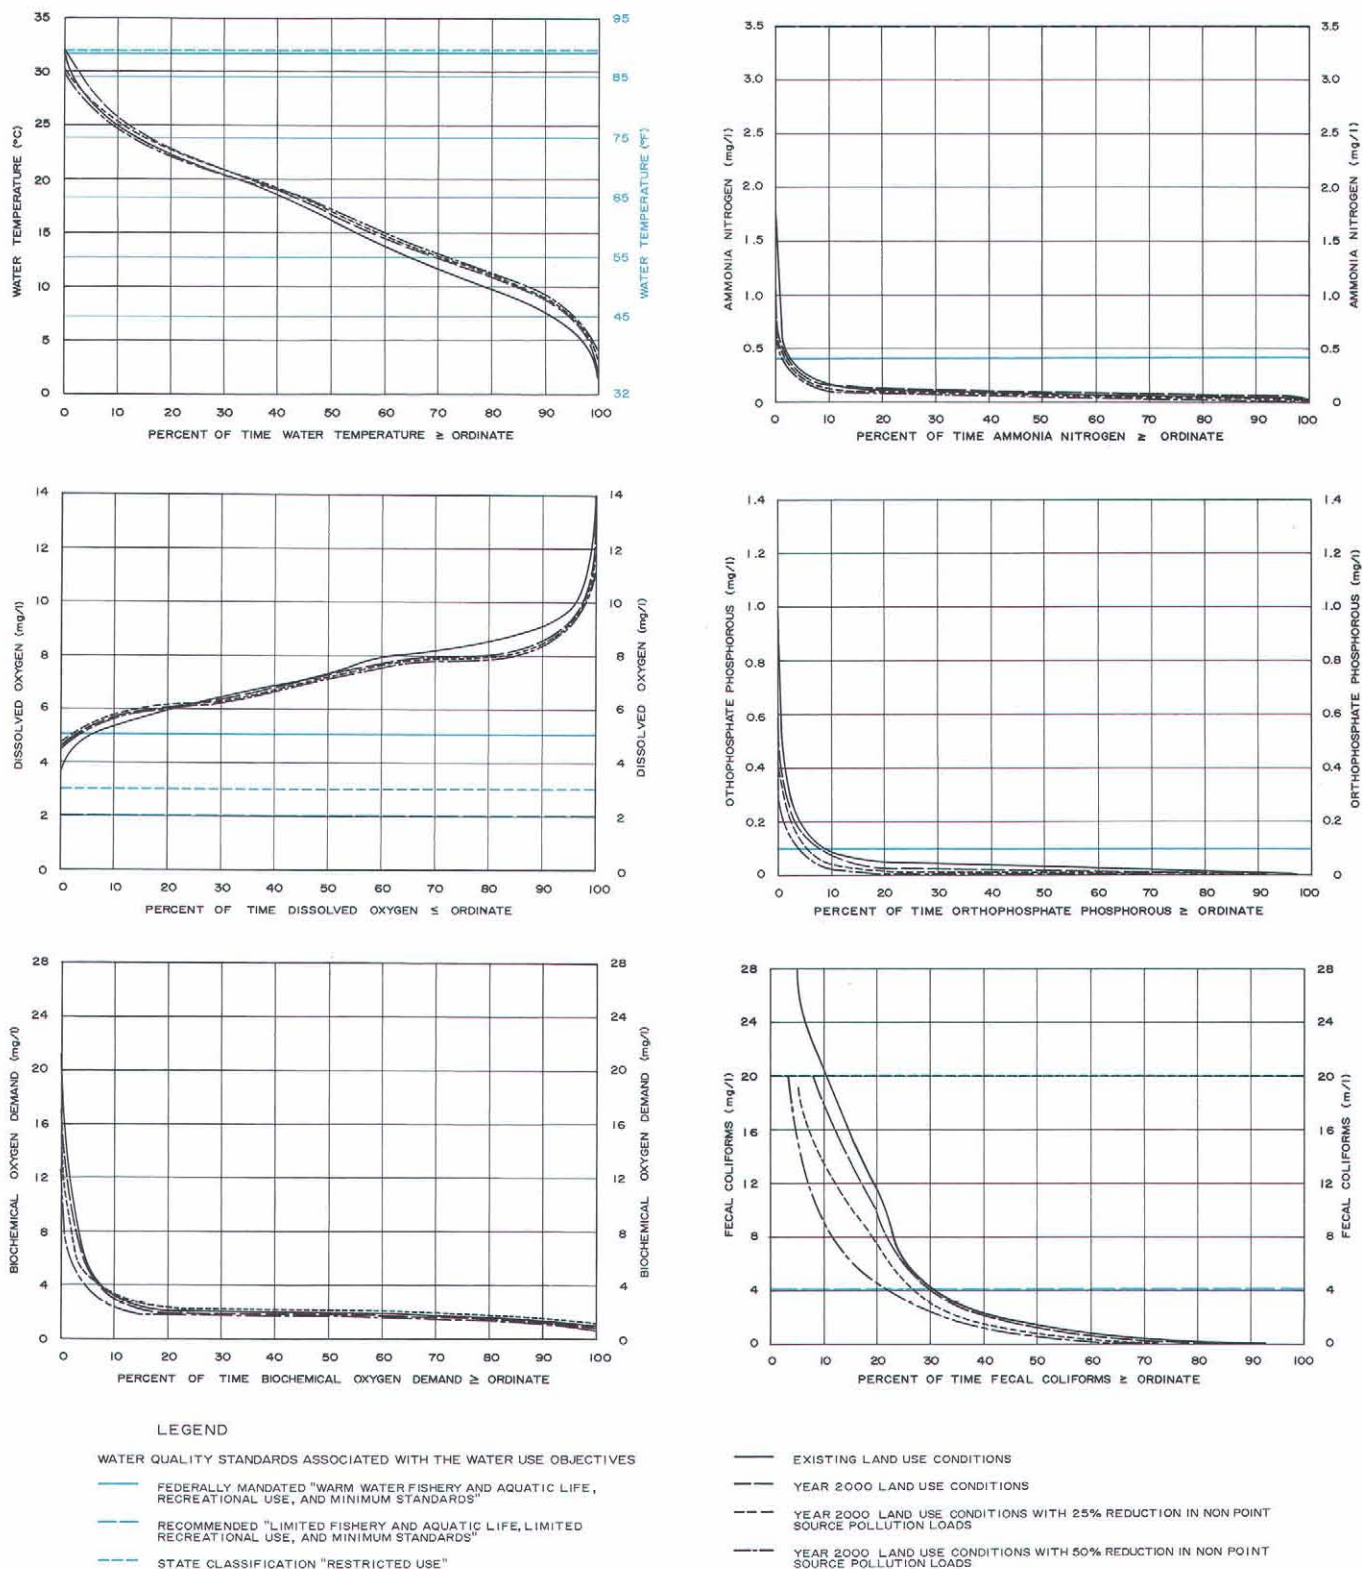 35
30
25
20
15
10
5
0
WATER TEMPERATURE (°C)
95
85
75
65
55
45
32
WATER TEMPERATURE (°F)
0 10 20 30 40 50 60 70 80 90 100
PERCENT OF TIME WATER TEMPERATURE ≥ ORDINATE
3.5
3.0
2.5
2.0
1.5
1.0
0.5
0
AMMONIA NITROGEN (mg/l)
3.5
3.0
2.5
2.0
1.5
1.0
0.5
0
AMMONIA NITROGEN (mg/l)
0 10 20 30 40 50 60 70 80 90 100
PERCENT OF TIME AMMONIA NITROGEN ≥ ORDINATE
14
12
10
8
6
4
2
0
DISSOLVED OXYGEN (mg/l)
14
12
10
8
6
4
2
0
DISSOLVED OXYGEN (mg/l)
0 10 20 30 40 50 60 70 80 90 100
PERCENT OF TIME DISSOLVED OXYGEN ≤ ORDINATE
1.4
1.2
1.0
0.8
0.6
0.4
0.2
0
OTHOPHOSPHATE PHOSPHOROUS (mg/l)
1.4
1.2
1.0
0.8
0.6
0.4
0.2
0
ORTHOPHOSPHATE PHOSPHOROUS (mg/l)
0 10 20 30 40 50 60 70 80 90 100
PERCENT OF TIME ORTHOPHOSPHATE PHOSPHOROUS ≥ ORDINATE
28
24
20
16
12
8
4
0
BIOCHEMICAL OXYGEN DEMAND (mg/l)
28
24
20
16
12
8
4
0
BIOCHEMICAL OXYGEN DEMAND (mg/l)
0 10 20 30 40 50 60 70 80 90 100
PERCENT OF TIME BIOCHEMICAL OXYGEN DEMAND ≥ ORDINATE
28
24
20
16
12
8
4
0
FECAL COLIFORMS (mg/l)
28
24
20
16
12
8
4
0
FECAL COLIFORMS (m/l)
0 10 20 30 40 50 60 70 80 90 100
PERCENT OF TIME FECAL COLIFORMS ≥ ORDINATE
LEGEND
WATER QUALITY STANDARDS ASSOCIATED WITH THE WATER USE OBJECTIVES
FEDERALLY MANDATED "WARM WATER FISHERY AND AQUATIC LIFE,
RECREATIONAL USE, AND MINIMUM STANDARDS"
RECOMMENDED "LIMITED FISHERY AND AQUATIC LIFE, LIMITED
RECREATIONAL USE, AND MINIMUM STANDARDS"
STATE CLASSIFICATION "RESTRICTED USE"
EXISTING LAND USE CONDITIONS
YEAR 2000 LAND USE CONDITIONS
YEAR 2000 LAND USE CONDITIONS WITH 25% REDUCTION IN NON POINT
SOURCE POLLUTION LOADS
YEAR 2000 LAND USE CONDITIONS WITH 50% REDUCTION IN NON POINT
SOURCE POLLUTION LOADS